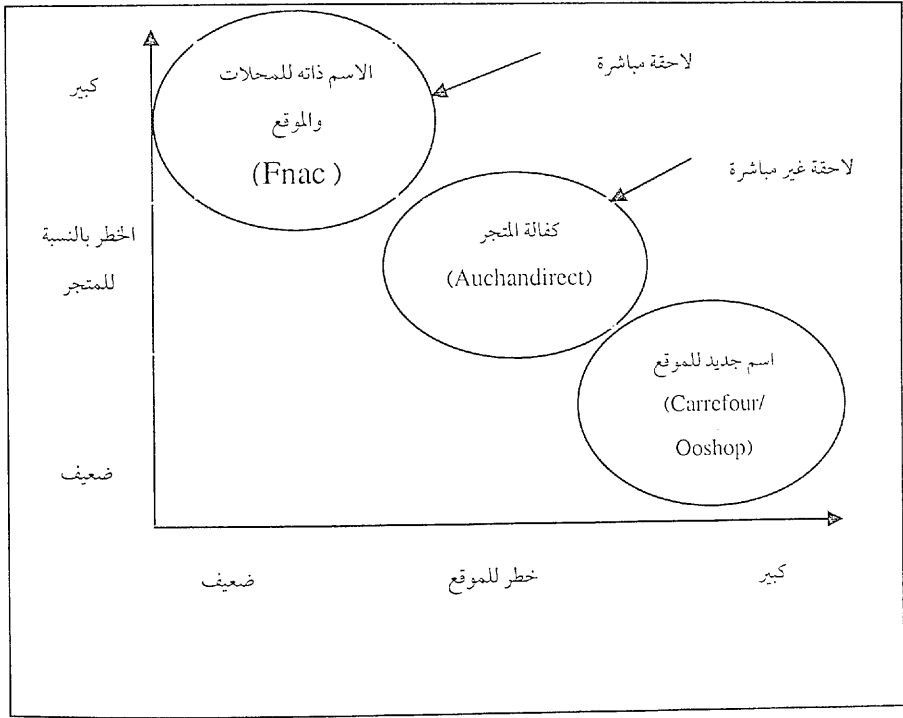 كبير
الاسم ذاته للمحلات
والموقع
(Fnac)
لاحقة مباشرة
لاحقة غير مباشرة
الخطر بالنسبة
للمتجر
كفالة المتجر
(Auchandirect)
اسم جديد للموقع
(Carrefour/
Ooshop)
ضعيف
ضعيف
خطر للموقع
كبير